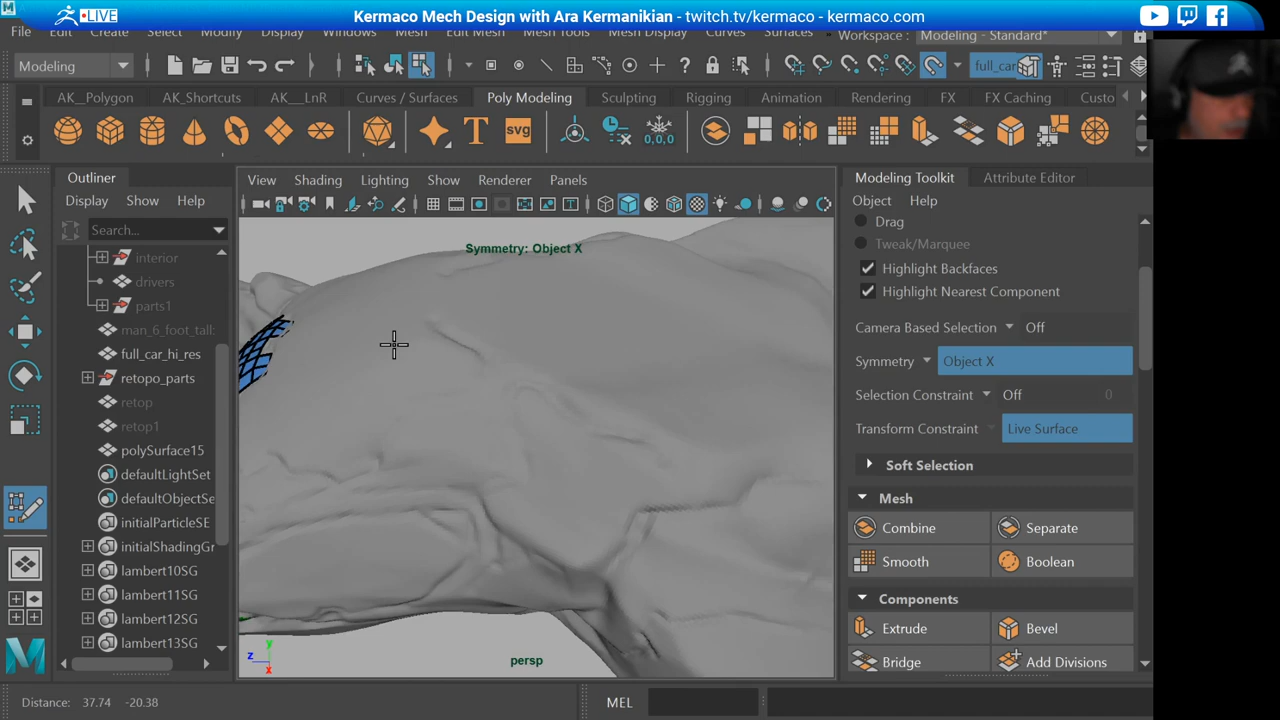 LIVE
Kermaco Mech Design with Ara Kermanikian - twitch.tv/kermaco - kermaco.com
File Edit Create Select Modify Display Windows Mesh Edit Mesh Mesh Tools Mesh Display Curves Surfaces Workspace: Modeling - Standard*
Modeling full_car
AK__Polygon AK_Shortcuts AK___LnR Curves / Surfaces Poly Modeling Sculpting Rigging Animation Rendering FX FX Caching Custo
T svg 0,0,0
Outliner
Display Show Help
Search...
interior
drivers
parts1
man_6_foot_tall:
full_car_hi_res
retopo_parts
retop
retop1
polySurface15
defaultLightSet
defaultObjectSe
initialParticleSE
initialShadingGr
lambert10SG
lambert11SG
lambert12SG
lambert13SG
View Shading Lighting Show Renderer Panels
Symmetry: Object X
persp
y
z
x
Modeling Toolkit Attribute Editor
Object Help
Drag
Tweak/Marquee
Highlight Backfaces
Highlight Nearest Component
Camera Based Selection Off
Symmetry Object X
Selection Constraint Off 0
Transform Constraint Live Surface
Soft Selection
Mesh
Combine Separate
Smooth Boolean
Components
Extrude Bevel
Bridge Add Divisions
Distance: 37.74 -20.38
MEL